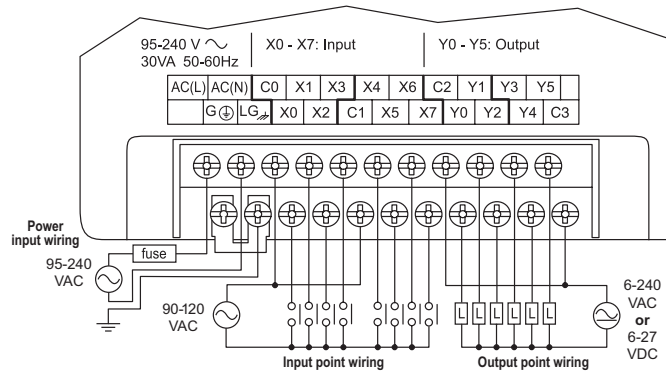 95-240 V ∿
30VA 50-60Hz
X0 - X7: Input
Y0 - Y5: Output
AC(L) AC(N) C0 X1 X3 X4 X6 C2 Y1 Y3 Y5
G LG X0 X2 C1 X5 X7 Y0 Y2 Y4 C3
Power
input wiring
fuse
95-240
VAC
90-120
VAC
L L L L L L
6-240
VAC
or
6-27
VDC
Input point wiring
Output point wiring